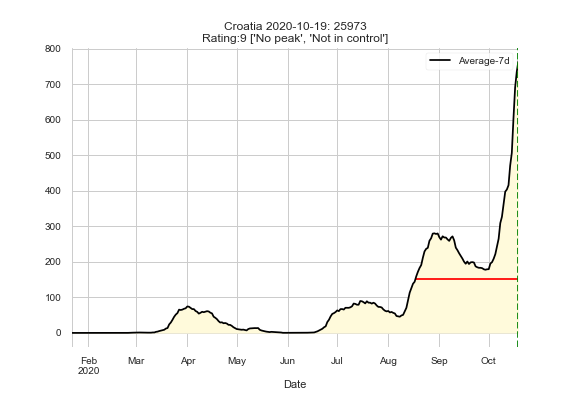 Croatia 2020-10-19: 25973
Rating:9 ['No peak', 'Not in control']
Average-7d
800
700
600
500
400
300
200
100
0
Feb Mar Apr May Jun Jul Aug Sep Oct
2020
Date